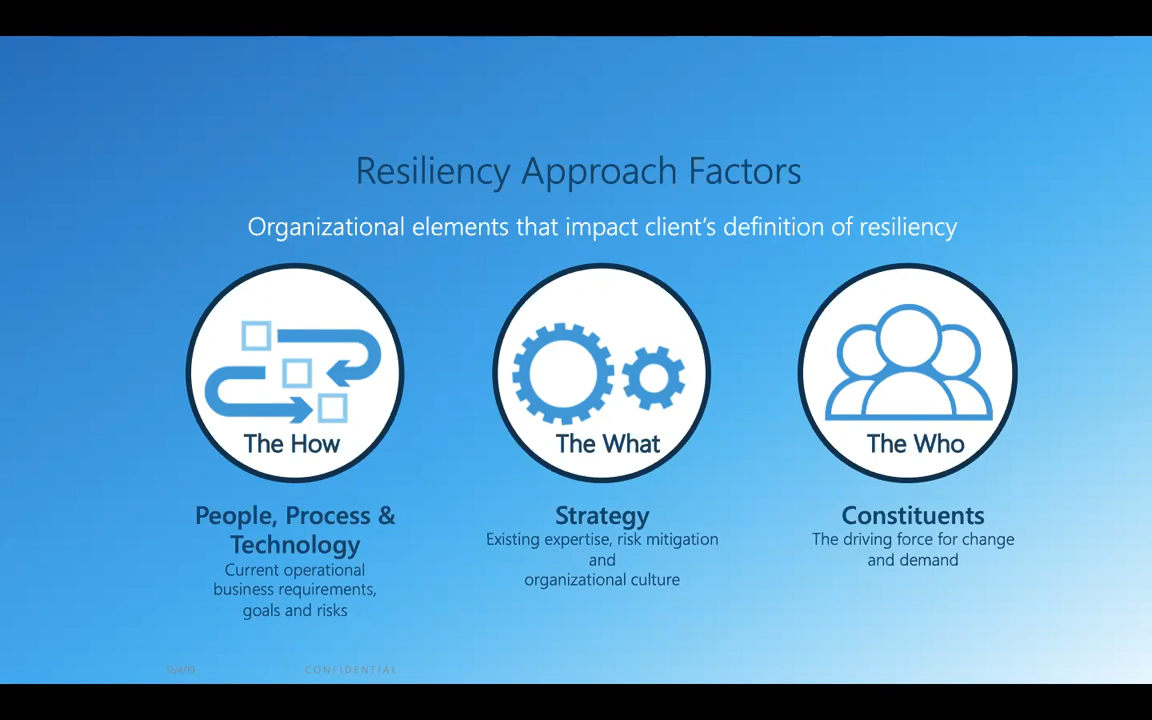 Resiliency Approach Factors
Organizational elements that impact client's definition of resiliency
The How
The What
The Who
People, Process &
Technology
Current operational
business requirements,
goals and risks
Strategy
Existing expertise, risk mitigation
and
organizational culture
Constituents
The driving force for change
and demand
CONFIDENTIAL